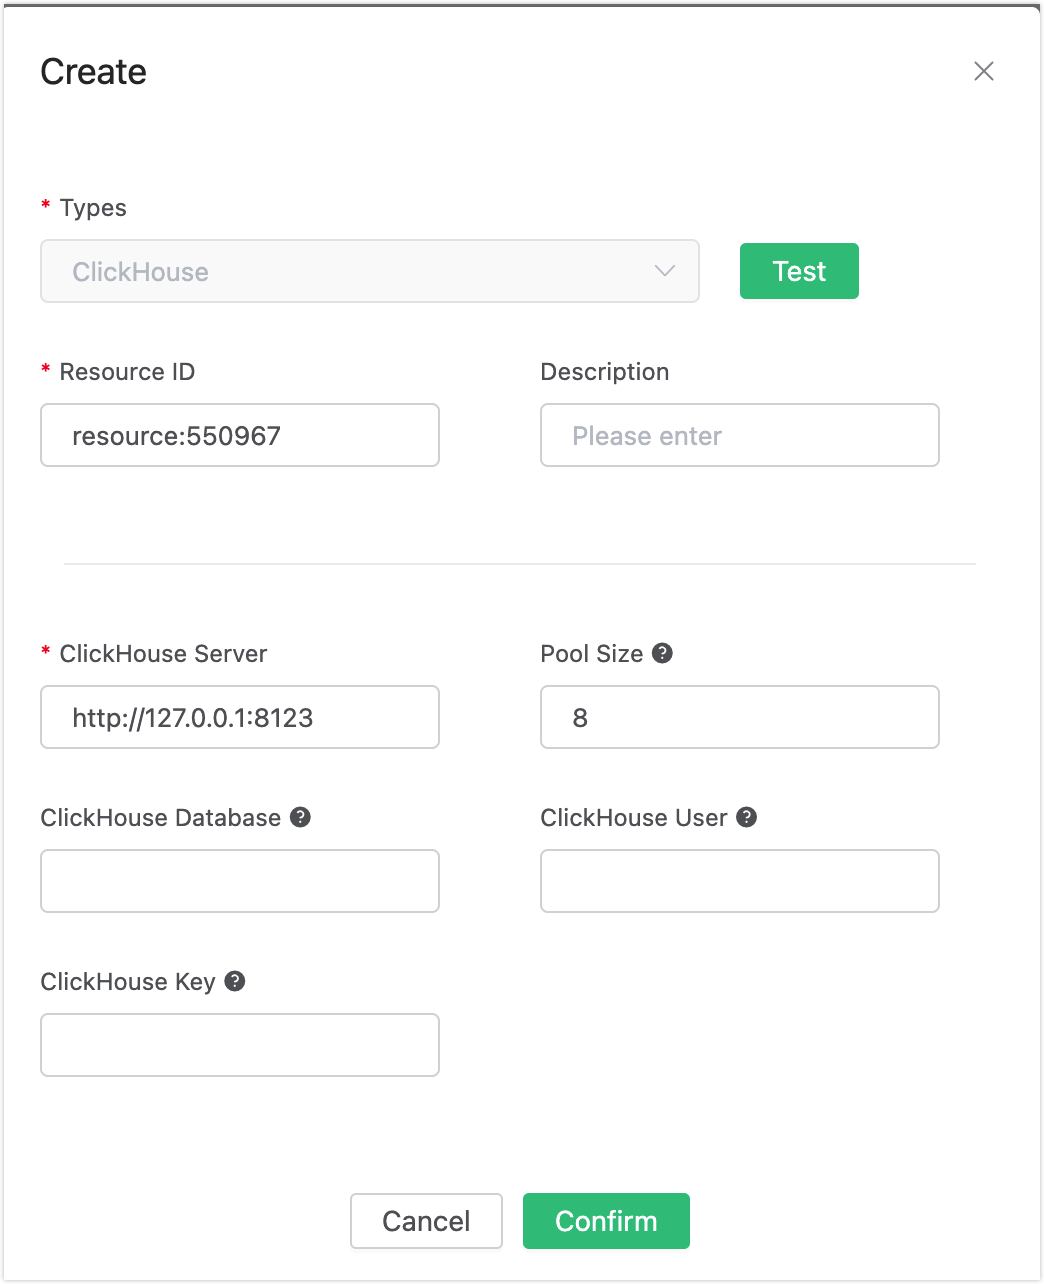 Create
* Types
ClickHouse
Test
* Resource ID
Description
resource:550967
Please enter
* ClickHouse Server
Pool Size ?
http://127.0.0.1:8123
8
ClickHouse Database ?
ClickHouse User ?
ClickHouse Key ?
Cancel
Confirm